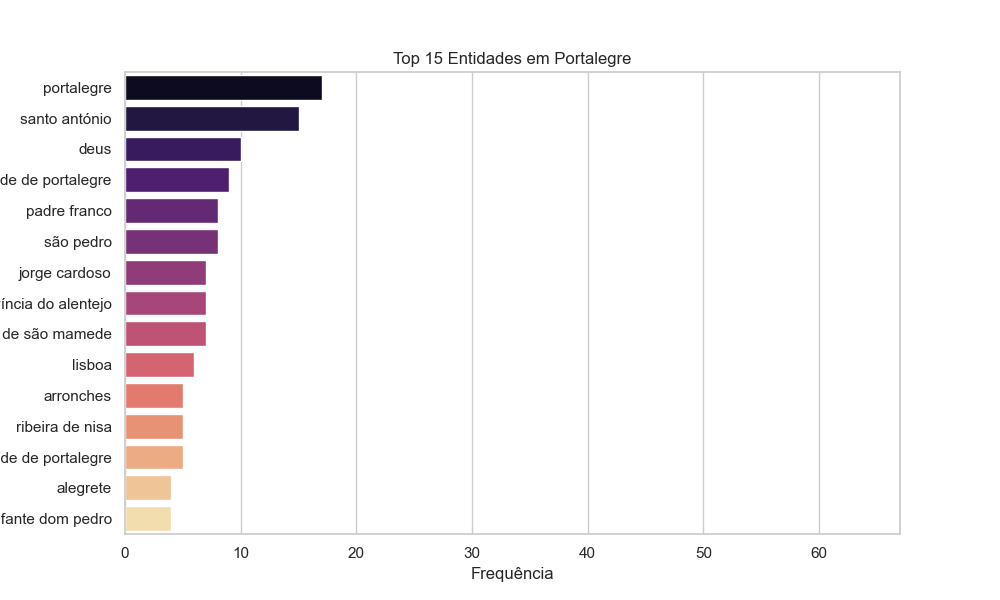 Top 15 Entidades em Portalegre
portalegre
santo antónio
deus
de de portalegre
padre franco
são pedro
jorge cardoso
íncia do alentejo
de são mamede
lisboa
arronches
ribeira de nisa
de de portalegre
alegrete
fante dom pedro
0 10 20 30 40 50 60
Frequência